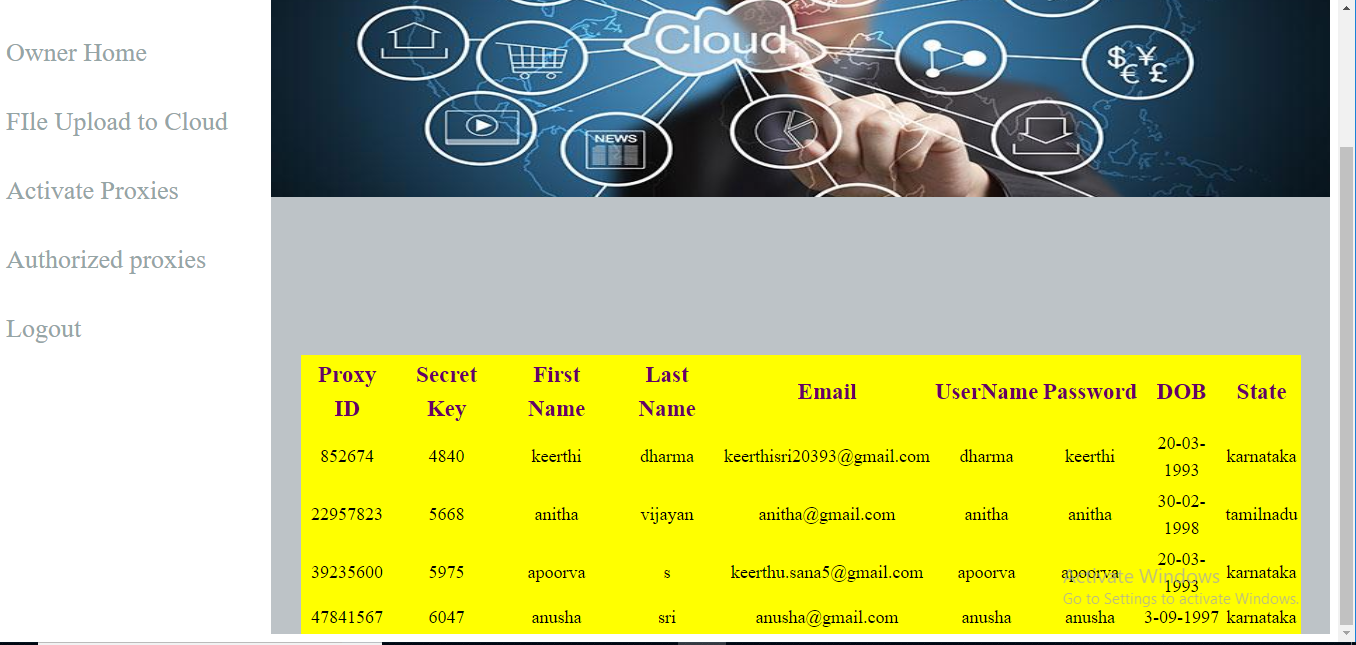 Owner Home
FIle Upload to Cloud
Activate Proxies
Authorized proxies
Logout
Cloud
$ ¥
€ £
NEWS
Proxy ID Secret Key First Name Last Name Email UserName Password DOB State
852674 4840 keerthi dharma keerthisri20393@gmail.com dharma keerthi 20-03-1993 karnataka
22957823 5668 anitha vijayan anitha@gmail.com anitha anitha 30-02-1998 tamilnadu
39235600 5975 apoorva s keerthu.sana5@gmail.com apoorva apoorva 20-03-1993 karnataka
47841567 6047 anusha sri anusha@gmail.com anusha anusha 3-09-1997 karnataka
Activate Windows
Go to Settings to activate Windows.